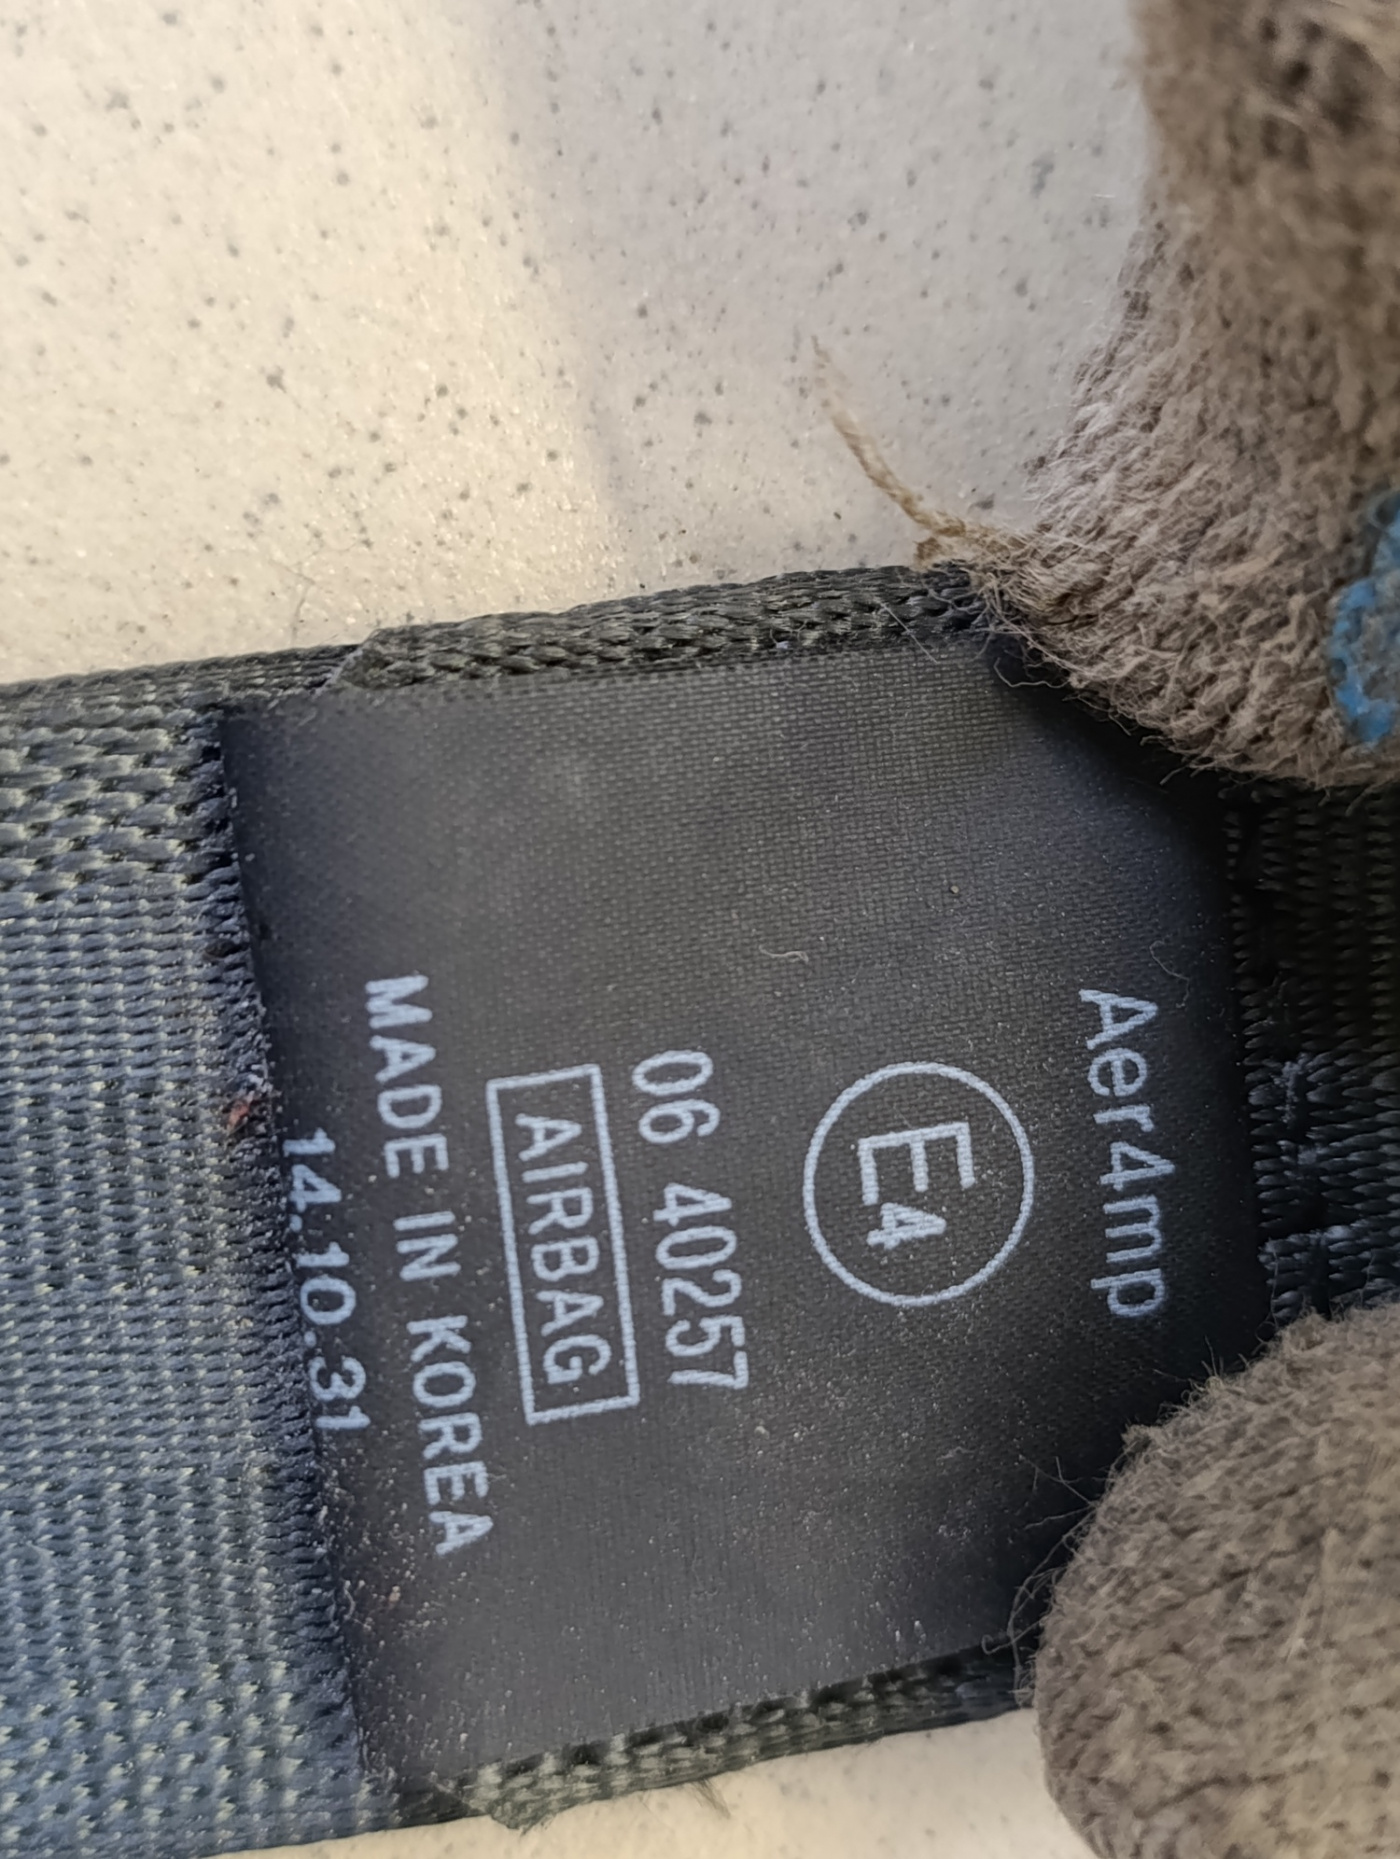 Aer4mp
E4
06 40257
AIRBAG
MADE IN KOREA
14.10.31